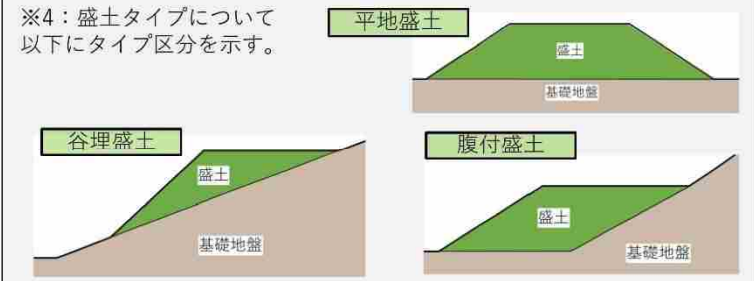 ※4：盛土タイプについて
以下にタイプ区分を示す。
平地盛土
盛土
基礎地盤
谷埋盛土
盛土
基礎地盤
腹付盛土
盛土
基礎地盤